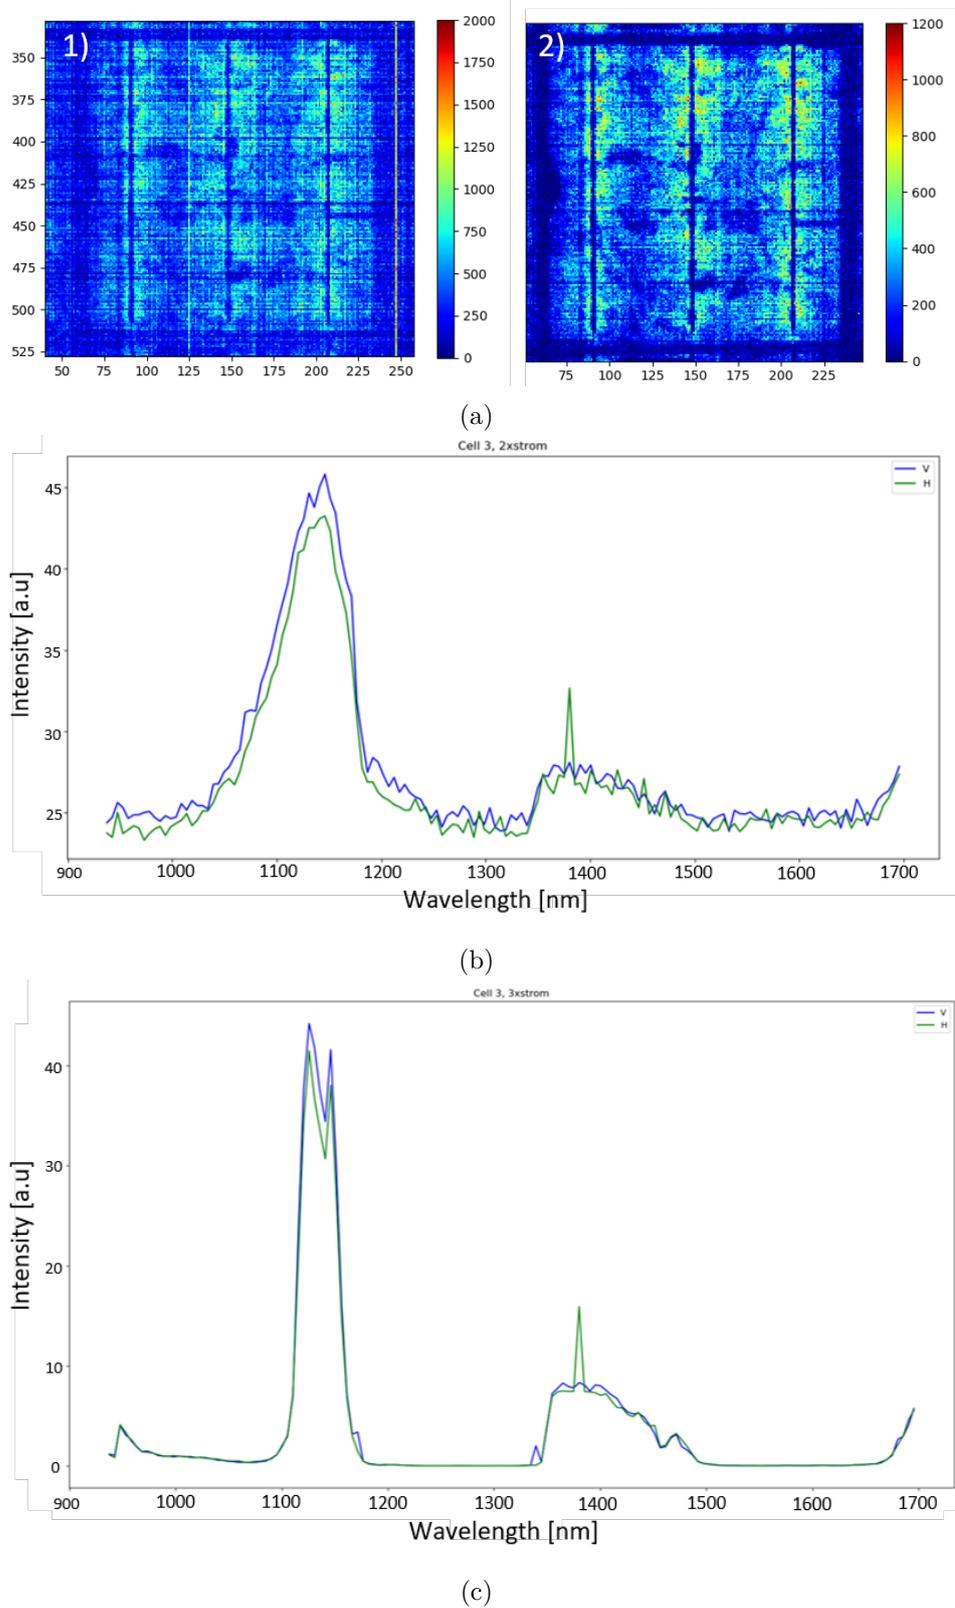 1)
350
375
400
425
450
475
500
525
50 75 100 125 150 175 200 225 250
2000
1750
1500
1250
1000
750
500
250
0
2)
75 100 125 150 175 200 225
1200
1000
800
600
400
200
0
(a)
Cell 3, 2xstrom
V
H
45
40
35
30
25
Intensity [a.u]
900 1000 1100 1200 1300 1400 1500 1600 1700
Wavelength [nm]
(b)
Cell 3, 3xstrom
V
H
40
30
20
10
0
Intensity [a.u]
900 1000 1100 1200 1300 1400 1500 1600 1700
Wavelength [nm]
(c)